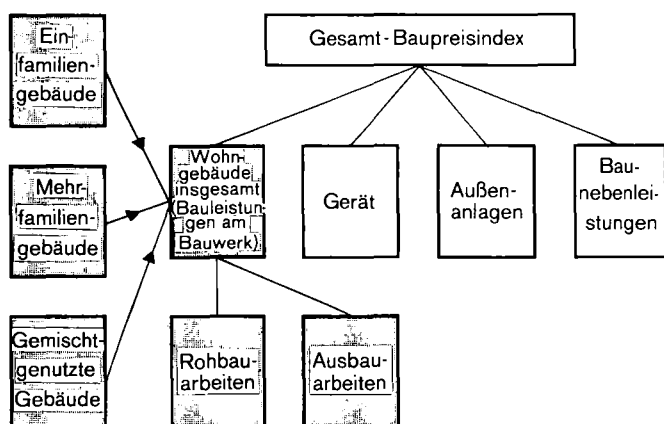 Ein-
familien-
gebäude
Gesamt-Baupreisindex
Mehr-
familien-
gebäude
Wohn-
gebäude
insgesamt
(Bauleistun-
gen am
Bauwerk)
Gerät
Außen-
anlagen
Bau-
nebenlei-
stungen
Gemischt-
genutzte
Gebäude
Rohbau-
arbeiten
Ausbau-
arbeiten